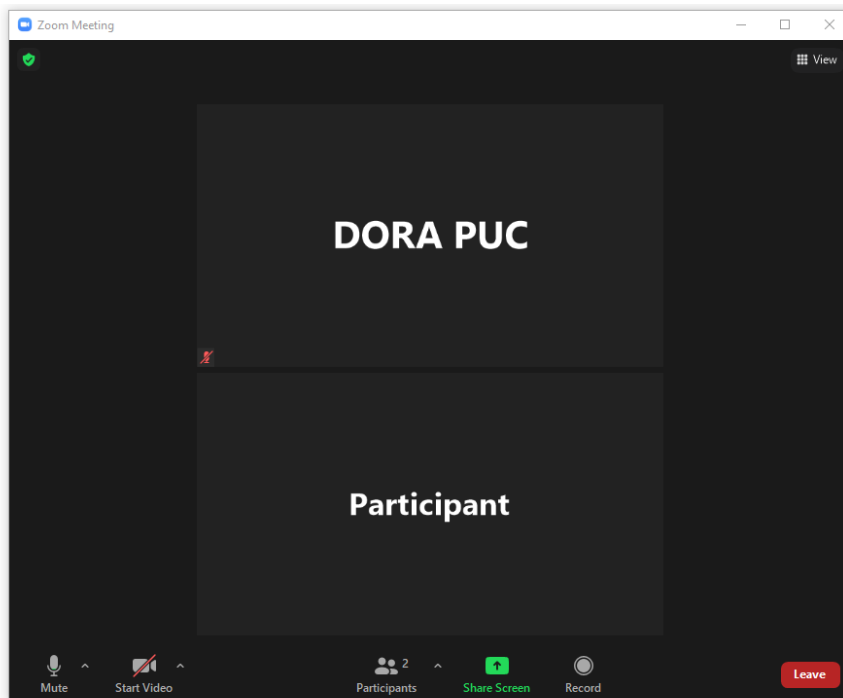 Zoom Meeting
View
DORA PUC
Participant
2
Mute
Start Video
Participants
Share Screen
Record
Leave